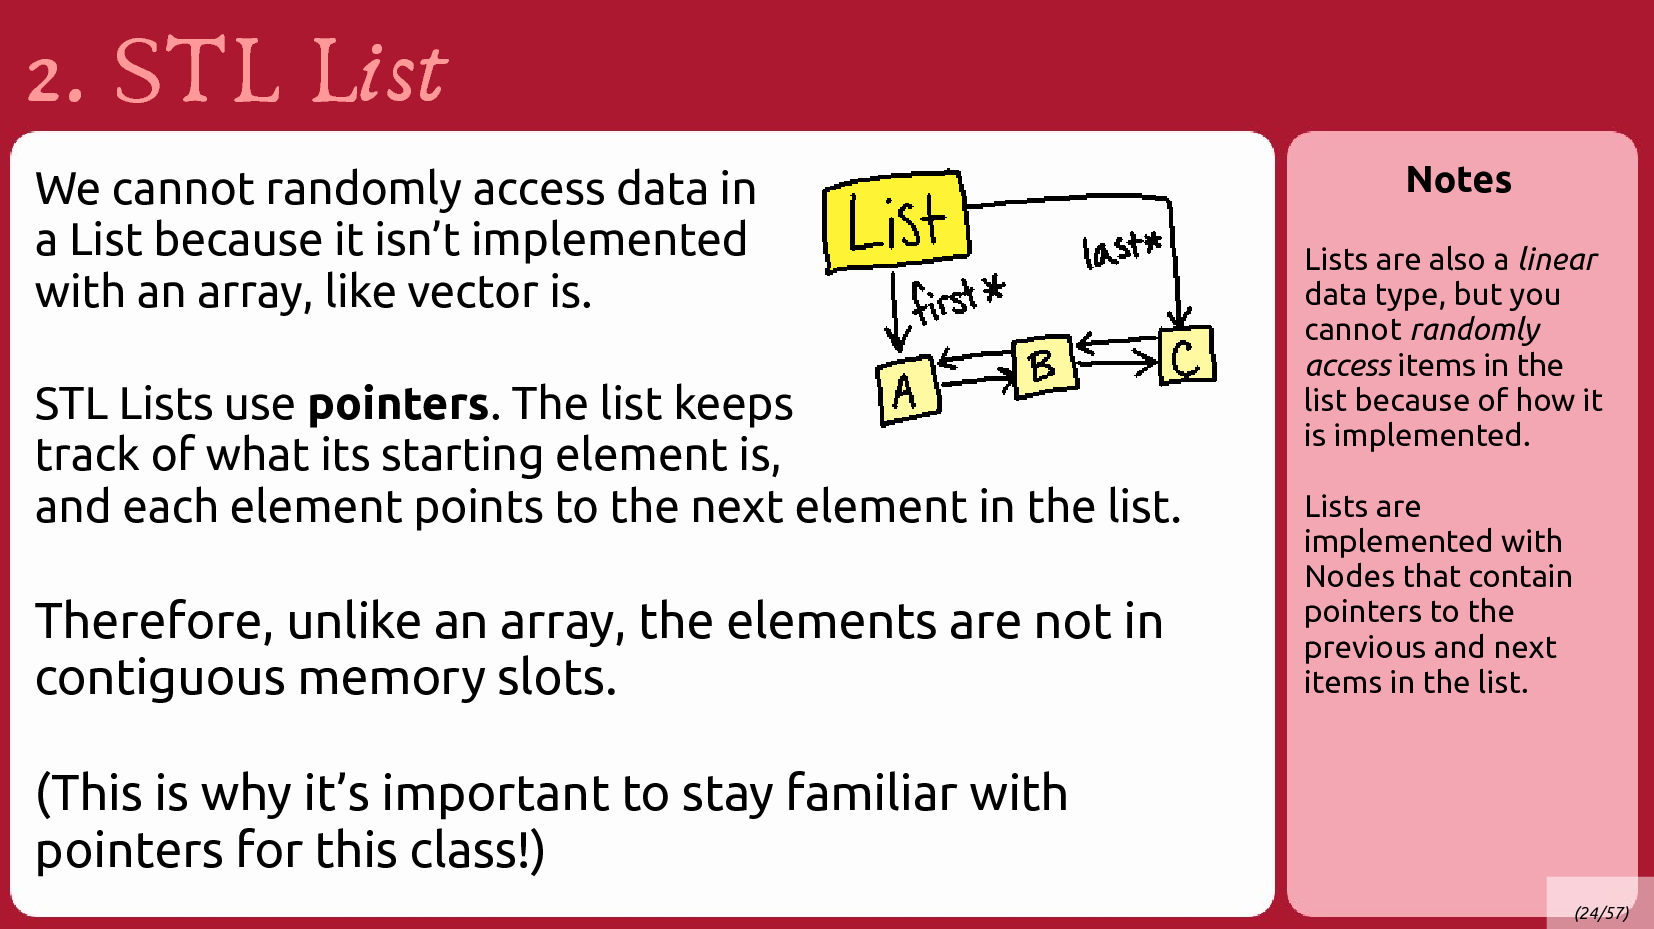 2. STL List
We cannot randomly access data in
a List because it isn’t implemented
with an array, like vector is.
STL Lists use pointers. The list keeps
track of what its starting element is,
and each element points to the next element in the list.
Therefore, unlike an array, the elements are not in
contiguous memory slots.
(This is why it’s important to stay familiar with
pointers for this class!)
List
last*
first*
A
B
C
Notes
Lists are also a linear
data type, but you
cannot randomly
access items in the
list because of how it
is implemented.
Lists are
implemented with
Nodes that contain
pointers to the
previous and next
items in the list.
(24/57)